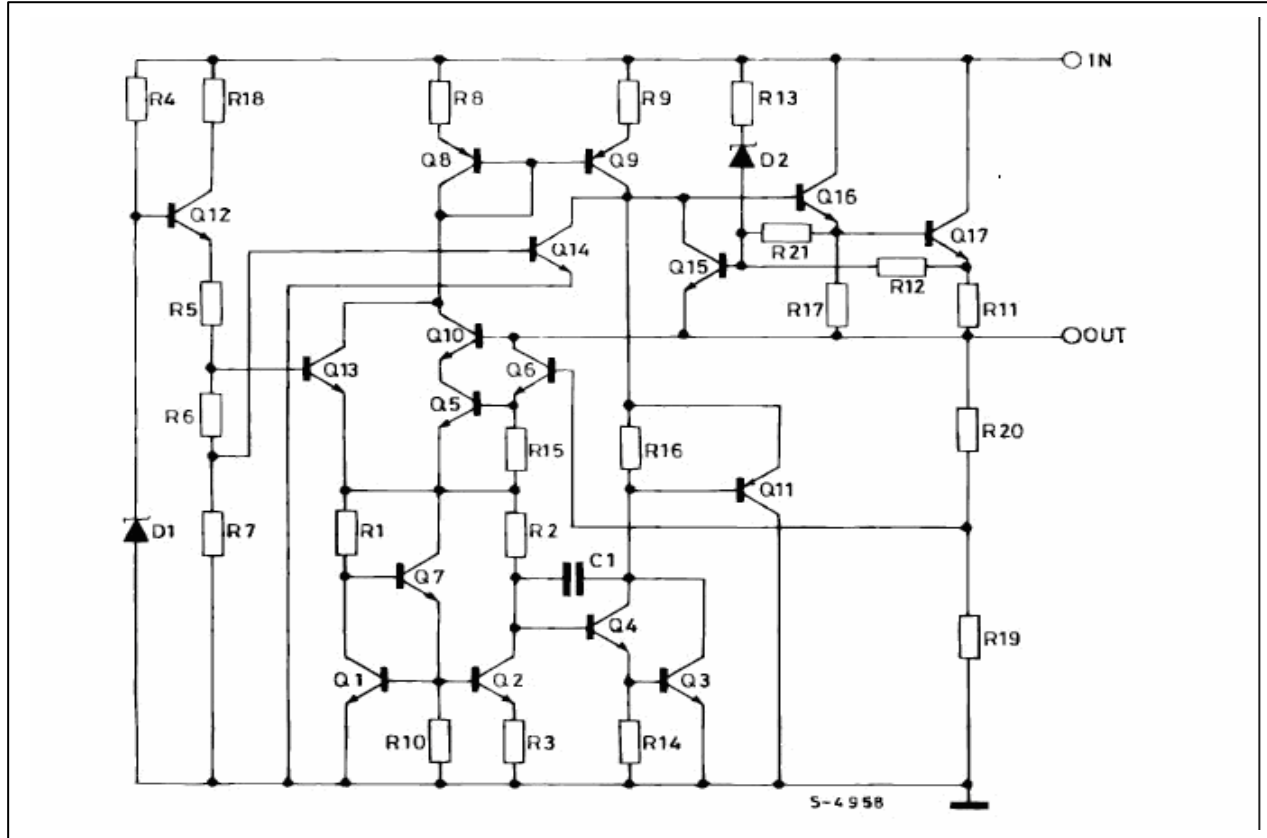 IN
R4 R18 R8 R9 R13
D2
Q8 Q9
Q16
Q12 Q14 Q17
R21
Q15 R12
R5 R17 R11
Q10 OUT
Q13 Q6
Q5
R6 R20
R15 R16
Q11
D1 R7 R1 R2
C1
Q7
Q4
R19
Q1 Q2 Q3
R10 R3 R14
S-4958